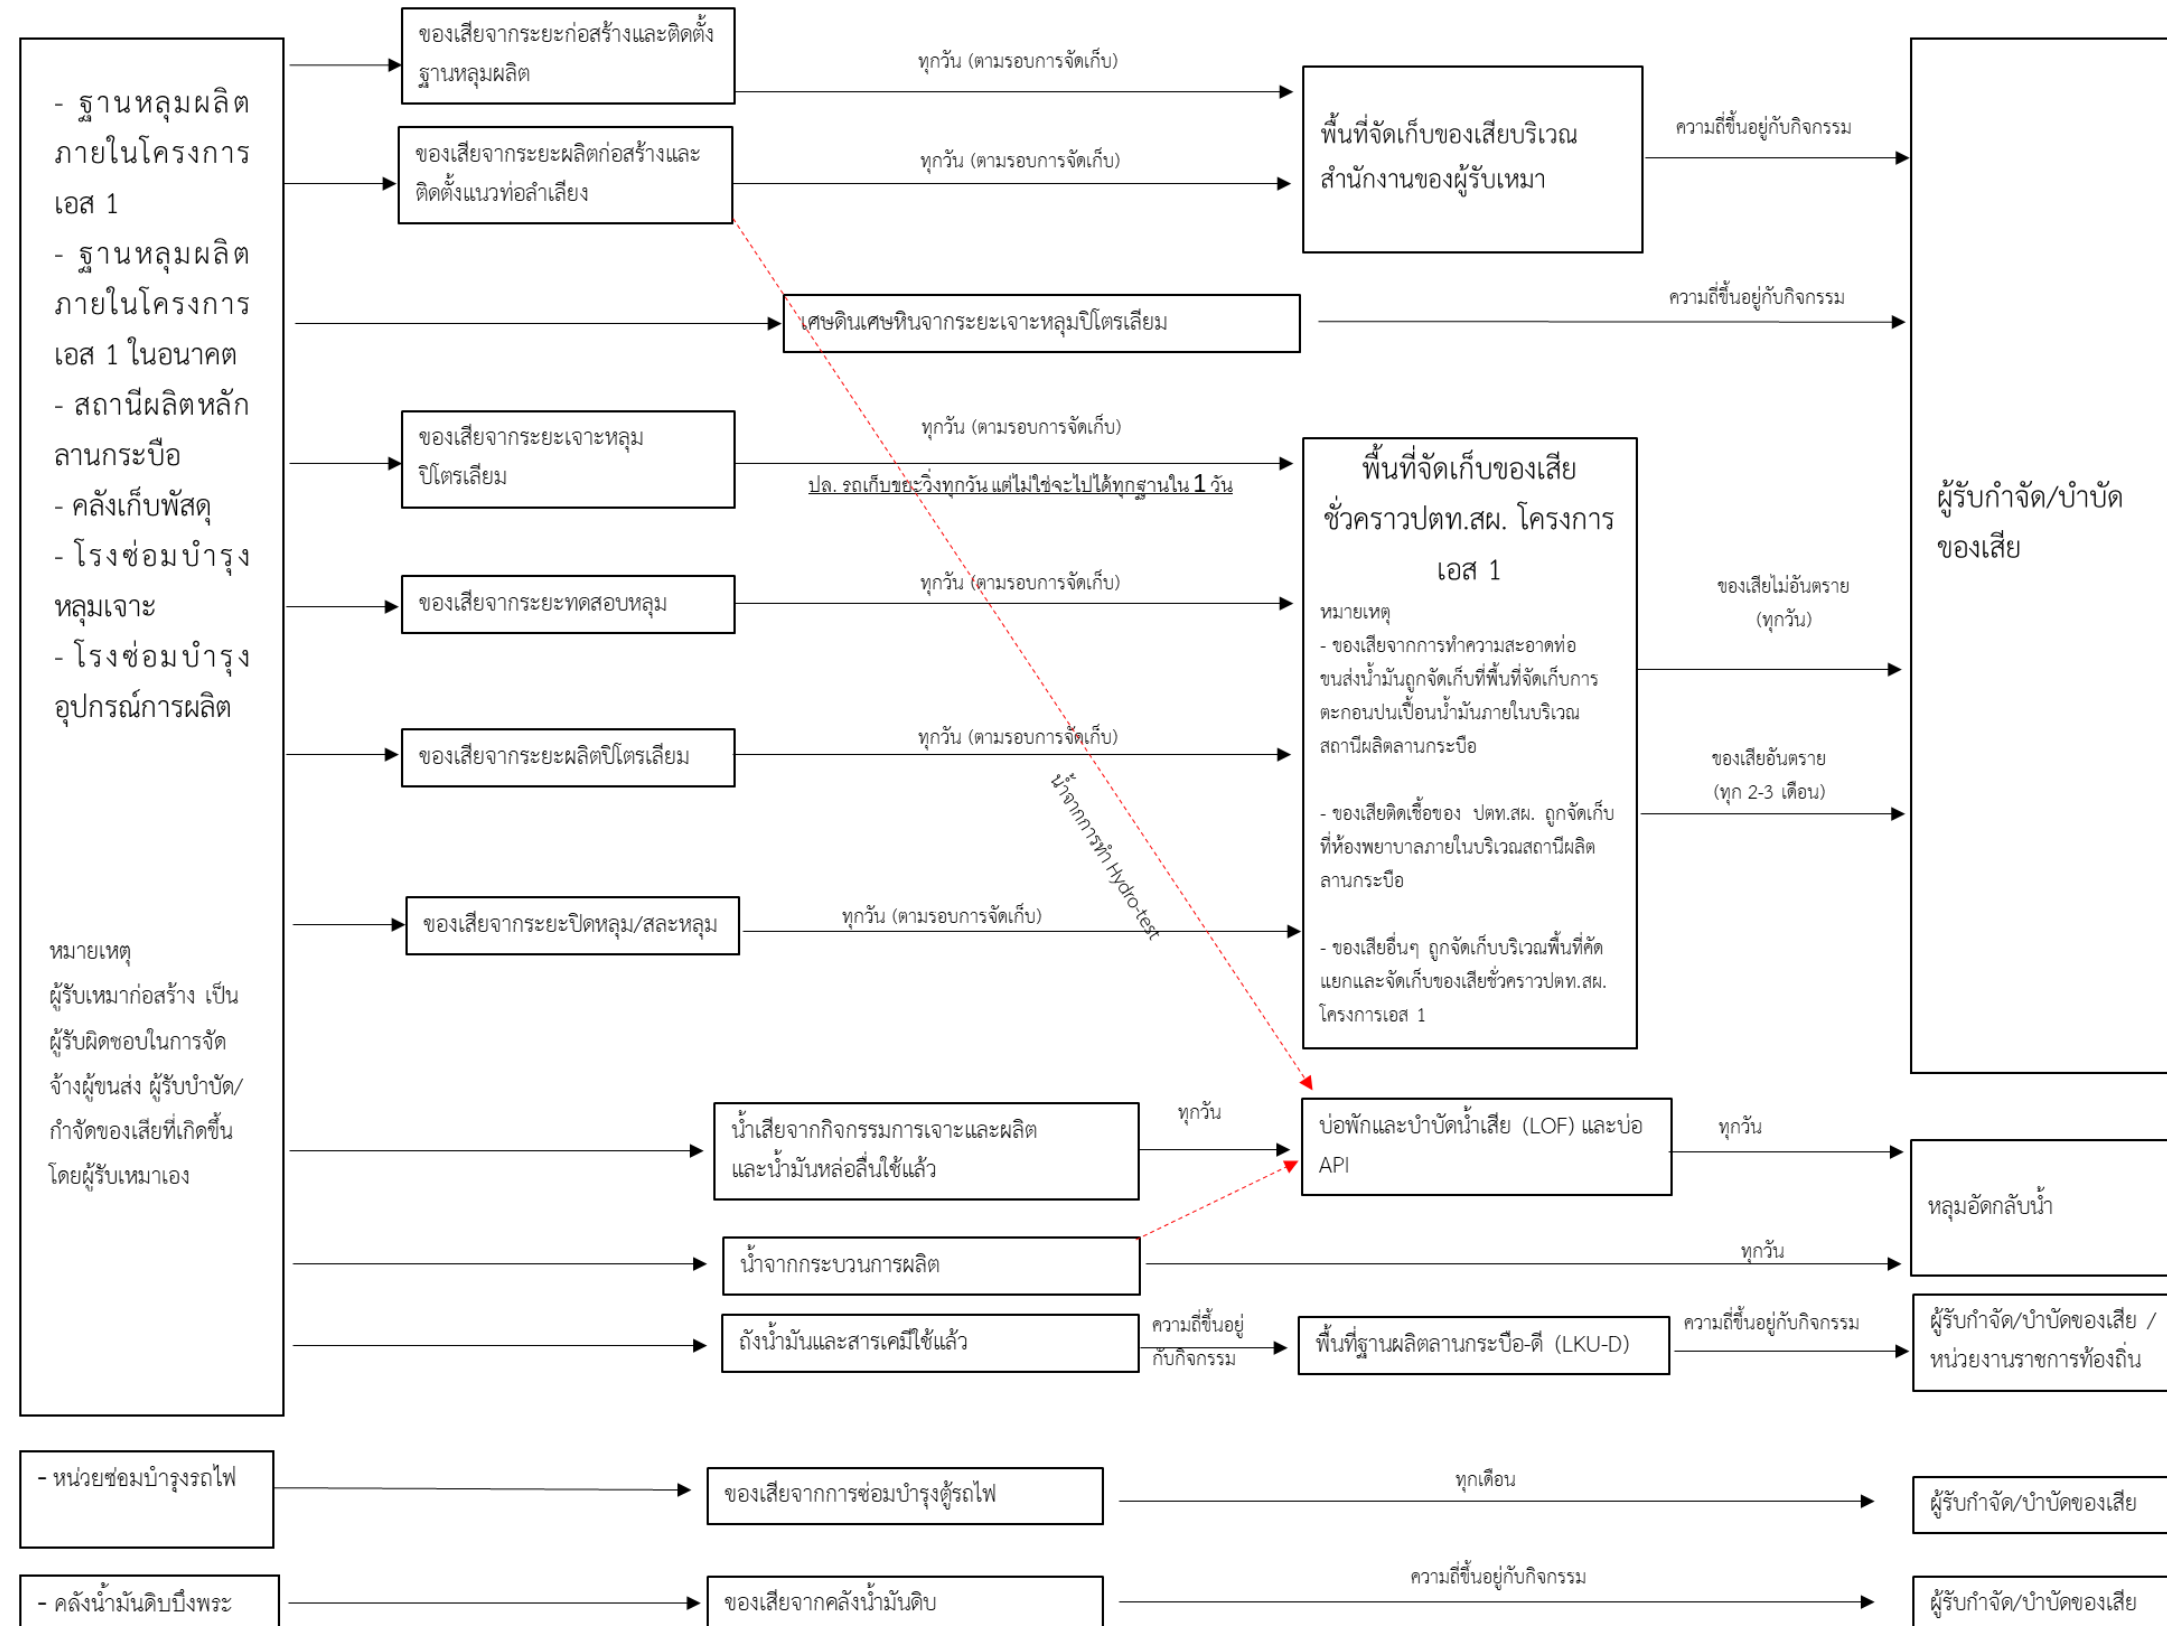 - ฐานหลุมผลิต
ภายในโครงการ
เอส 1
- ฐานหลุมผลิต
ภายในโครงการ
เอส 1 ในอนาคต
- สถานีผลิตหลัก
ลานกระบือ
- คลังเก็บพัสดุ
- โรงซ่อมบำรุง
หลุมเจาะ
- โรงซ่อมบำรุง
อุปกรณ์การผลิต
หมายเหตุ
ผู้รับเหมาก่อสร้าง เป็น
ผู้รับผิดชอบในการจัด
จ้างผู้ขนส่ง ผู้รับบำบัด/
กำจัดของเสียที่เกิดขึ้น
โดยผู้รับเหมาเอง
ของเสียจากระยะก่อสร้างและติดตั้ง
ฐานหลุมผลิต
ทุกวัน (ตามรอบการจัดเก็บ)
ของเสียจากระยะผลิตก่อสร้างและ
ติดตั้งแนวท่อลำเลียง
ทุกวัน (ตามรอบการจัดเก็บ)
พื้นที่จัดเก็บของเสียบริเวณ
สำนักงานของผู้รับเหมา
ความถี่ขึ้นอยู่กับกิจกรรม
เศษดินเศษหินจากระยะเจาะหลุมปิโตรเลียม
ความถี่ขึ้นอยู่กับกิจกรรม
ของเสียจากระยะเจาะหลุม
ปิโตรเลียม
ทุกวัน (ตามรอบการจัดเก็บ)
ปล. รถเก็บขยะวิ่งทุกวัน แต่ไม่ใช่จะไปได้ทุกฐานใน 1 วัน
ของเสียจากระยะทดสอบหลุม
ทุกวัน (ตามรอบการจัดเก็บ)
ของเสียจากระยะผลิตปิโตรเลียม
ทุกวัน (ตามรอบการจัดเก็บ)
ของเสียจากระยะปิดหลุม/สละหลุม
ทุกวัน (ตามรอบการจัดเก็บ)
น้ำจากการทำ Hydro-test
พื้นที่จัดเก็บของเสีย
ชั่วคราวปตท.สผ. โครงการ
เอส 1
หมายเหตุ
- ของเสียจากการทำความสะอาดท่อ
ขนส่งน้ำมันถูกจัดเก็บที่พื้นที่จัดเก็บการ
ตะกอนปนเปื้อนน้ำมันภายในบริเวณ
สถานีผลิตลานกระบือ
- ของเสียติดเชื้อของ ปตท.สผ. ถูกจัดเก็บ
ที่ห้องพยาบาลภายในบริเวณสถานีผลิต
ลานกระบือ
- ของเสียอื่นๆ ถูกจัดเก็บบริเวณพื้นที่คัด
แยกและจัดเก็บของเสียชั่วคราวปตท.สผ.
โครงการเอส 1
ของเสียไม่อันตราย
(ทุกวัน)
ของเสียอันตราย
(ทุก 2-3 เดือน)
ผู้รับกำจัด/บำบัด
ของเสีย
น้ำเสียจากกิจกรรมการเจาะและผลิต
และน้ำมันหล่อลื่นใช้แล้ว
ทุกวัน
บ่อพักและบำบัดน้ำเสีย (LOF) และบ่อ
API
ทุกวัน
หลุมอัดกลับน้ำ
น้ำจากกระบวนการผลิต
ทุกวัน
ถังน้ำมันและสารเคมีใช้แล้ว
ความถี่ขึ้นอยู่
กับกิจกรรม
พื้นที่ฐานผลิตลานกระบือ-ดี (LKU-D)
ความถี่ขึ้นอยู่กับกิจกรรม
ผู้รับกำจัด/บำบัดของเสีย /
หน่วยงานราชการท้องถิ่น
- หน่วยซ่อมบำรุงรถไฟ
ของเสียจากการซ่อมบำรุงตู้รถไฟ
ทุกเดือน
ผู้รับกำจัด/บำบัดของเสีย
- คลังน้ำมันดิบบึงพระ
ของเสียจากคลังน้ำมันดิบ
ความถี่ขึ้นอยู่กับกิจกรรม
ผู้รับกำจัด/บำบัดของเสีย